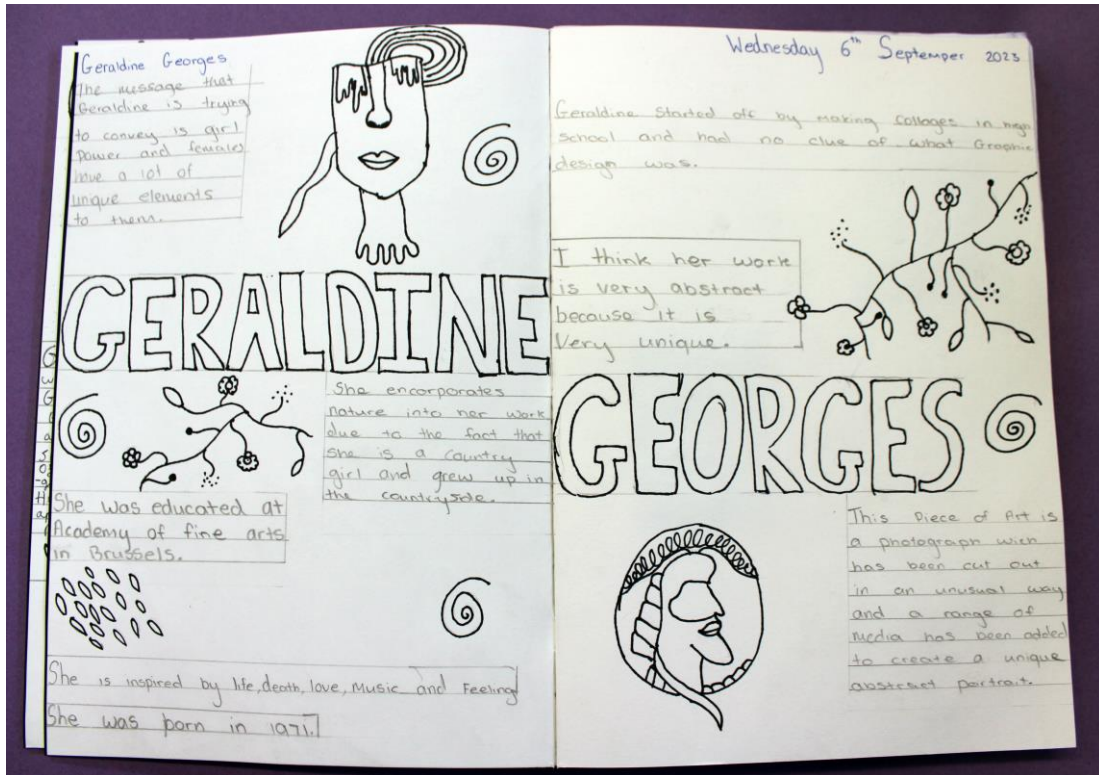 Geraldine Georges
The message that
Geraldine is trying
to convey is girl
power and females
have a lot of
unique elements
to them.
GERALDINE
She encorporates
nature into her work
due to the fact that
she is a country
girl and grew up in
the countryside.
She was educated at
Academy of fine arts
in Brussels.
She is inspired by life, death, love, Music and Feeling
She was born in 1971.
Wednesday 6th September 2023
Geraldine Started off by Making Collages in high
school and had no clue of what Graphic
design was.
I think her work
is very abstract
because it is
Very unique.
GEORGES
This Piece of Art is
a photograph wich
has been cut out
in an unusual way
and a range of
Media has been added
to create a unique
abstract portrait.